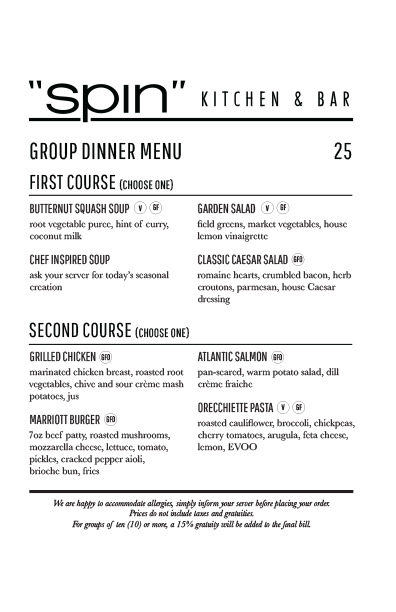 "spin" KITCHEN & BAR
GROUP DINNER MENU 25
FIRST COURSE (CHOOSE ONE)
BUTTERNUT SQUASH SOUP V GF
root vegetable puree, hint of curry,
coconut milk
GARDEN SALAD V GF
field greens, market vegetables, house
lemon vinaigrette
CHEF INSPIRED SOUP
ask your server for today's seasonal
creation
CLASSIC CAESAR SALAD GFO
romaine hearts, crumbled bacon, herb
croutons, parmesan, house Caesar
dressing
SECOND COURSE (CHOOSE ONE)
GRILLED CHICKEN GFO
marinated chicken breast, roasted root
vegetables, chive and sour crème mash
potatoes, jus
ATLANTIC SALMON GFO
pan-seared, warm potato salad, dill
crème fraiche
MARRIOTT BURGER GFO
7oz beef patty, roasted mushrooms,
mozzarella cheese, lettuce, tomato,
pickles, cracked pepper aioli,
brioche bun, fries
ORECCHIETTE PASTA V GF
roasted cauliflower, broccoli, chickpeas,
cherry tomatoes, arugula, feta cheese,
lemon, EVOO
We are happy to accommodate allergies, simply inform your server before placing your order.
Prices do not include taxes and gratuities.
For groups of ten (10) or more, a 15% gratuity will be added to the final bill.